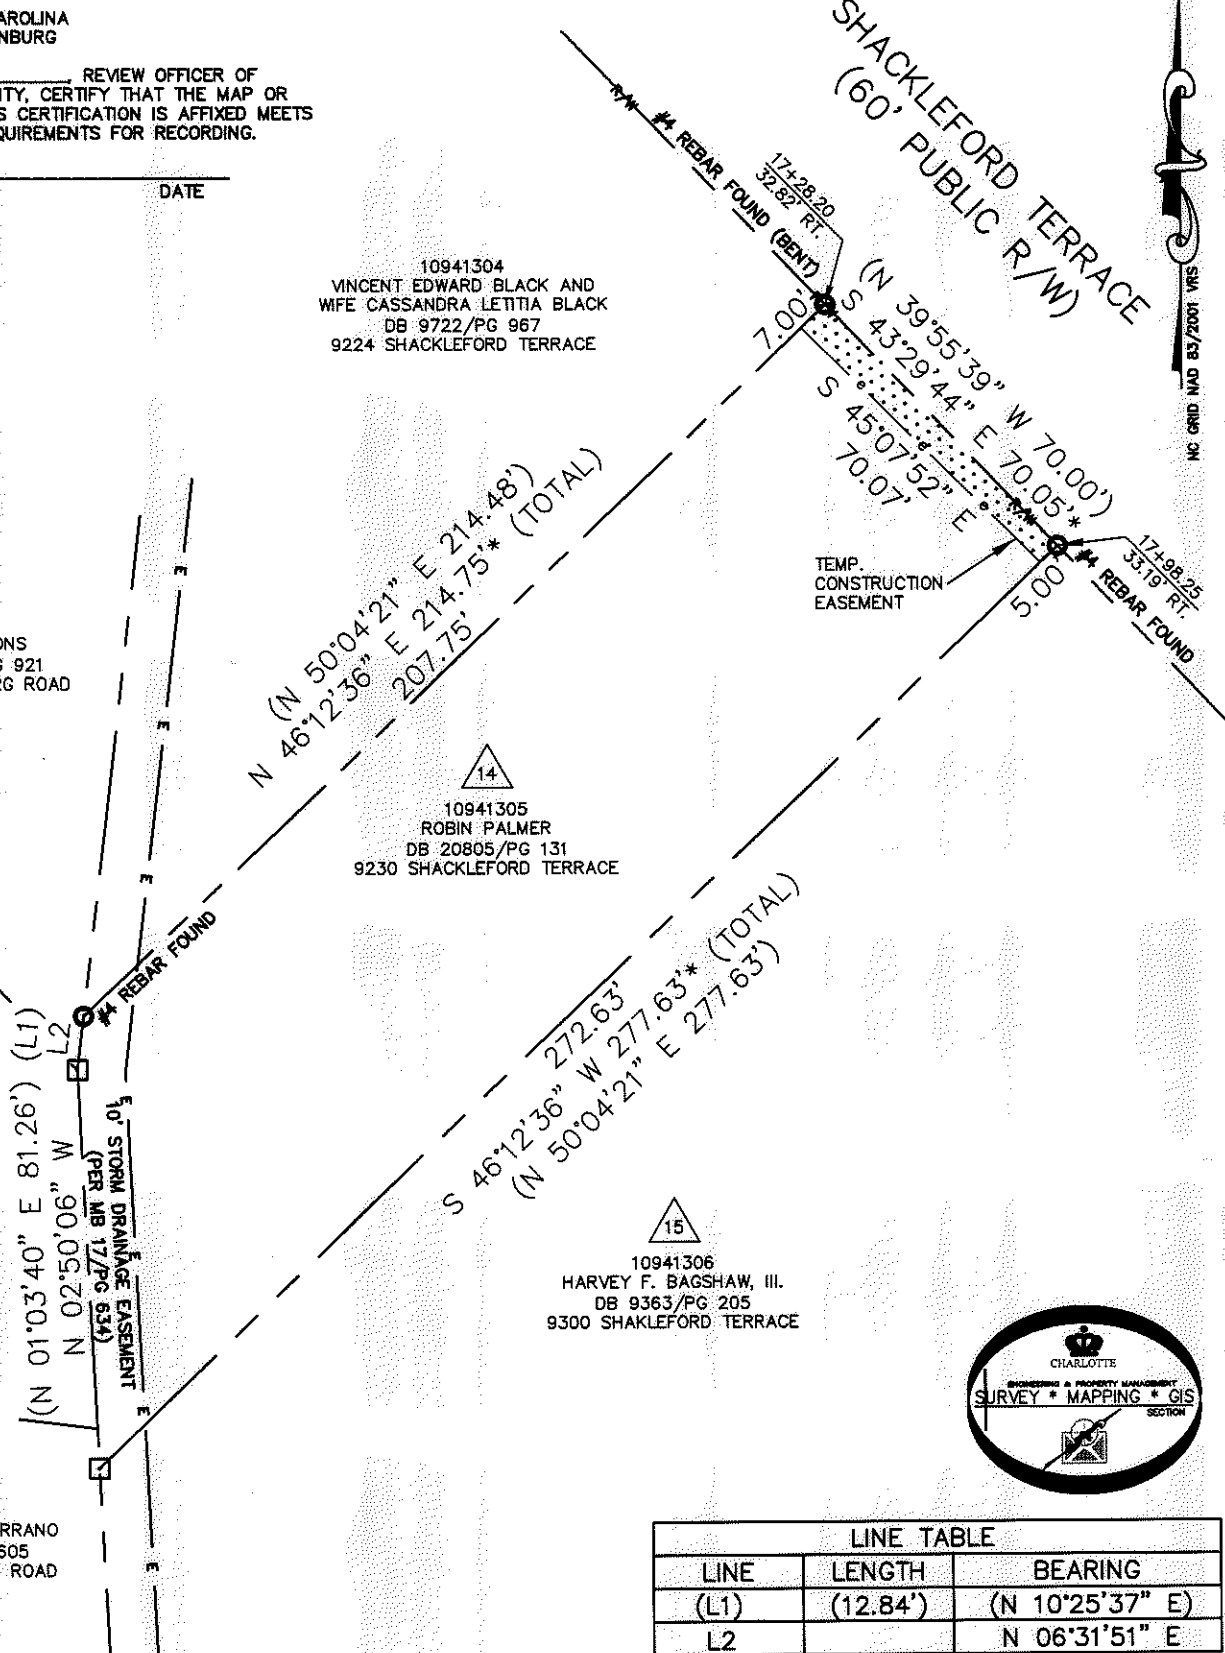 AROLINA
NBURG
REVIEW OFFICER OF
ITY, CERTIFY THAT THE MAP OR
S CERTIFICATION IS AFFIXED MEETS
QUIREMENTS FOR RECORDING.
DATE
SHACKLEFORD TERRACE
(60' PUBLIC R/W)
NC GRID NAD 83/2001 VRS
R/W
#4 REBAR FOUND (BENT)
17+28.20
32.82' RT.
10941304
VINCENT EDWARD BLACK AND
WIFE CASSANDRA LETITIA BLACK
DB 9722/PG 967
9224 SHACKLEFORD TERRACE
7.00'
(N 39°55'39" W 70.00')
S 43°29'44" E 70.05'*
S 45°07'52" E
70.07'
R/W
TEMP.
CONSTRUCTION
EASEMENT
17+98.25
33.19' RT.
#4 REBAR FOUND
5.00'
(N 50°04'21" E 214.48')
N 46°12'36" E 214.75'* (TOTAL)
207.75'
E
E
E
ONS
G 921
RG ROAD
14
10941305
ROBIN PALMER
DB 20805/PG 131
9230 SHACKLEFORD TERRACE
#4 REBAR FOUND
272.63'
S 46°12'36" W 277.63'* (TOTAL)
(N 50°04'21" E 277.63')
L2
(N 01°03'40" E 81.26') (L1)
N 02°50'06" W
10' STORM DRAINAGE EASEMENT
(PER MB 17/PG 634)
E
E
E
E
15
10941306
HARVEY F. BAGSHAW, III.
DB 9363/PG 205
9300 SHAKLEFORD TERRACE
CHARLOTTE
ENGINEERING & PROPERTY MANAGEMENT
SURVEY * MAPPING * GIS
SECTION
RRANO
605
ROAD
LINE TABLE
LINE LENGTH BEARING
(L1) (12.84') (N 10°25'37" E)
L2 N 06°31'51" E